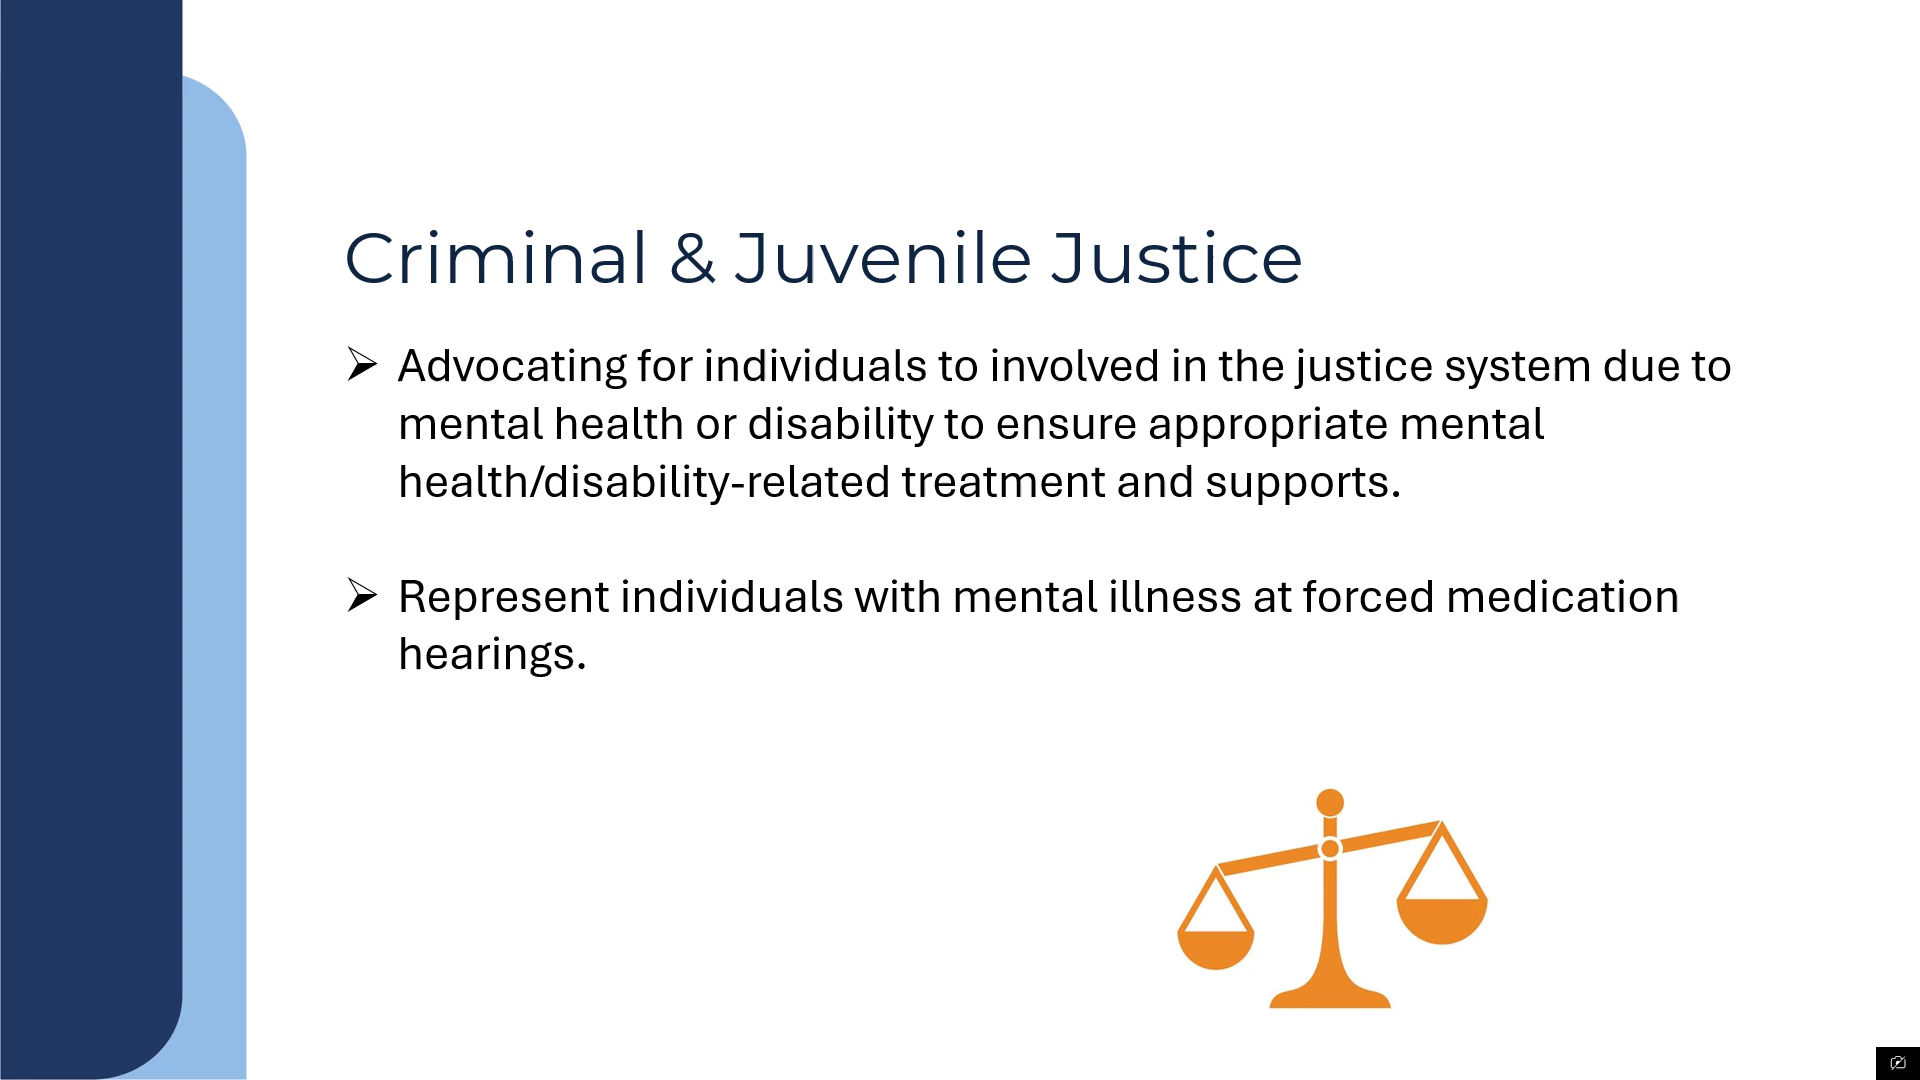 Criminal & Juvenile Justice
Advocating for individuals to involved in the justice system due to
mental health or disability to ensure appropriate mental
health/disability-related treatment and supports.
Represent individuals with mental illness at forced medication
hearings.